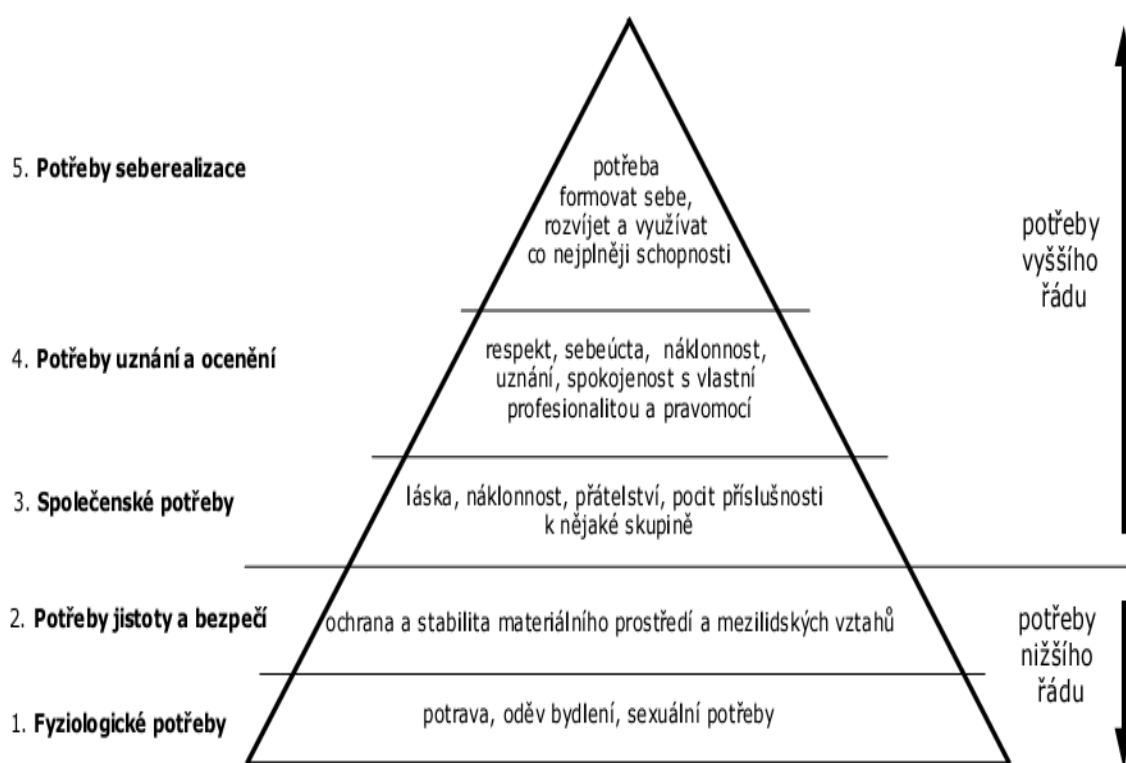 5. Potřeby seberealizace
potřeba
formovat sebe,
rozvíjet a využívat
co nejplněji schopnosti
potřeby
vyššího
řádu
4. Potřeby uznání a ocenění
respekt, sebeúcta, náklonnost,
uznání, spokojenost s vlastní
profesionalitou a pravomocí
3. Společenské potřeby
láska, náklonnost, přátelství, pocit příslušnosti
k nějaké skupině
2. Potřeby jistoty a bezpečí
ochrana a stabilita materiálního prostředí a mezilidských vztahů
potřeby
nižšího
řádu
1. Fyziologické potřeby
potrava, oděv bydlení, sexuální potřeby